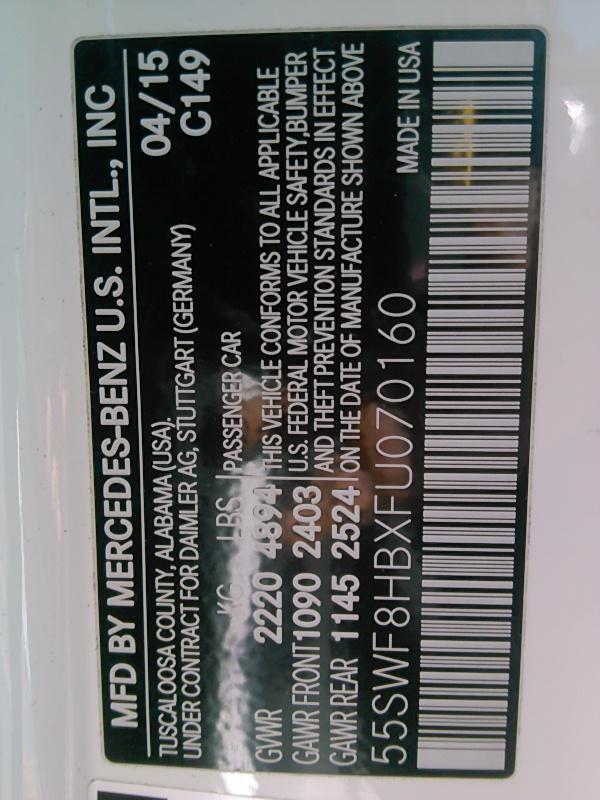 MFD BY MERCEDES-BENZ U.S. INTL., INC
TUSCALOOSA COUNTY, ALABAMA (USA),
UNDER CONTRACT FOR DAIMLER AG, STUTTGART (GERMANY)
04/15
C149
KG LBS PASSENGER CAR
GVWR 2220 4894 THIS VEHICLE CONFORMS TO ALL APPLICABLE
GAWR FRONT 1090 2403 U.S. FEDERAL MOTOR VEHICLE SAFETY,BUMPER
GAWR REAR 1145 2524 AND THEFT PREVENTION STANDARDS IN EFFECT
ON THE DATE OF MANUFACTURE SHOWN ABOVE
55SWF8HBXFU070160 MADE IN USA